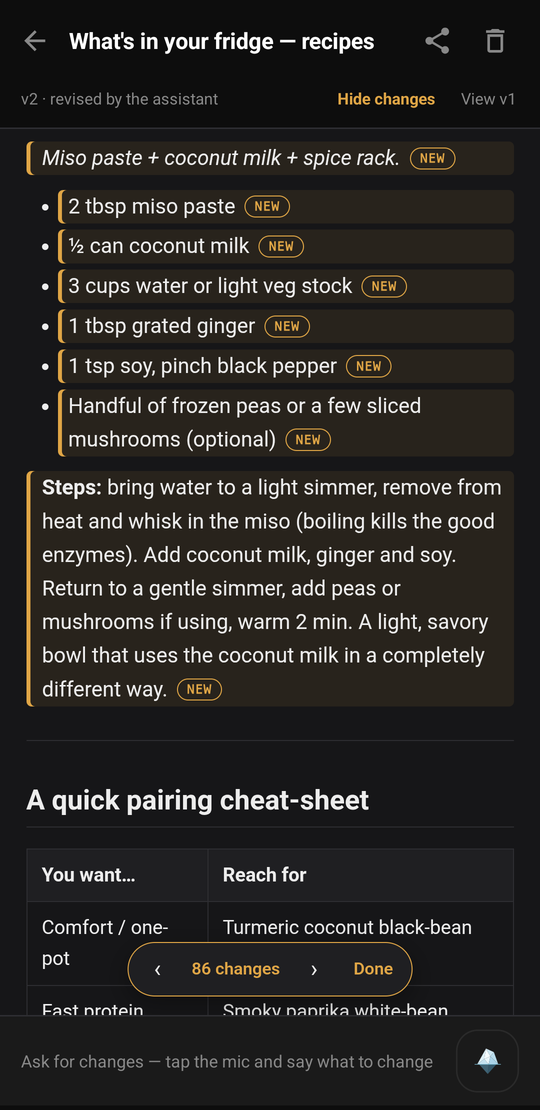 What's in your fridge — recipes
v2 · revised by the assistant Hide changes View v1
Miso paste + coconut milk + spice rack. NEW
• 2 tbsp miso paste NEW
• ½ can coconut milk NEW
• 3 cups water or light veg stock NEW
• 1 tbsp grated ginger NEW
• 1 tsp soy, pinch black pepper NEW
• Handful of frozen peas or a few sliced
mushrooms (optional) NEW
Steps: bring water to a light simmer, remove from
heat and whisk in the miso (boiling kills the good
enzymes). Add coconut milk, ginger and soy.
Return to a gentle simmer, add peas or
mushrooms if using, warm 2 min. A light, savory
bowl that uses the coconut milk in a completely
different way. NEW
A quick pairing cheat-sheet
You want… Reach for
Comfort / one- Turmeric coconut black-bean
pot
‹ 86 changes › Done
Fast protein Smoky paprika white-bean
Ask for changes — tap the mic and say what to change